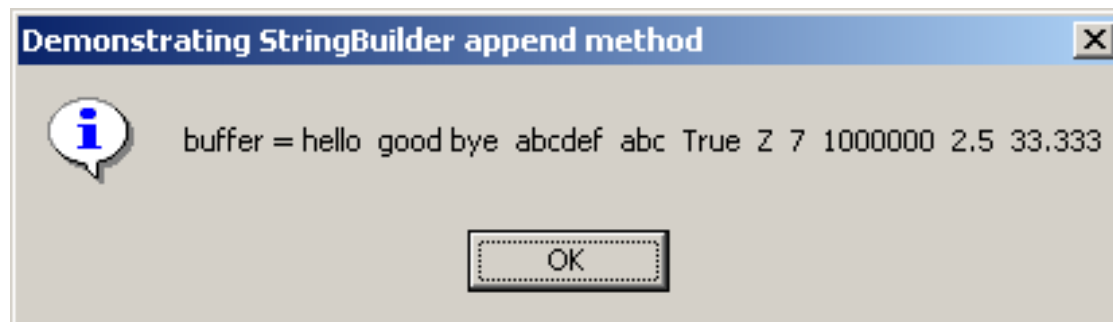 Demonstrating StringBuilder append method
buffer = hello  good bye  abcdef  abc  True  Z  7  1000000  2.5  33.333
OK